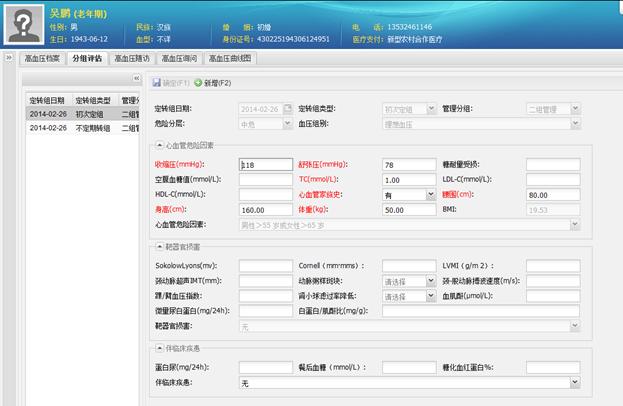 吴鹏 (老年期)
性别: 男 民族: 汉族 婚 姻: 初婚 电 话: 13532461146
生日: 1943-06-12 血型: 不详 身份证号: 430225194306124951 医疗支付: 新型农村合作医疗
高血压档案 分组评估 高血压随访 高血压询问 高血压曲线图
确定(F1) 新增(F2)
定转组日期 定转组类型 管理分
2014-02-26 初次定组 二组管
2014-02-26 不定期转组 二组管
定转组日期: 2014-02-26 定转组类型: 初次定组 管理分组: 二组管理
危险分层: 中危 血压组别: 理想血压
心血管危险因素
收缩压(mmHg): 118 舒张压(mmHg): 78 糖耐量受损:
空腹血糖值(mmol/L): TC(mmol/L): 1.00 LDL-C(mmol/L):
HDL-C(mmol/L): 心血管家族史: 有 腰围(cm): 80.00
身高(cm): 160.00 体重(kg): 50.00 BMI: 19.53
心血管危险因素: 男性>55 岁或女性>65 岁
靶器官损害
SokolowLyons(mv): Cornell (mm·mms) : LVMI (g/m 2) :
颈动脉超声IMT(mm): 动脉粥样斑块: 请选择 颈-股动脉搏波速度(m/s):
踝/臂血压指数: 肾小球滤过率降低: 请选择 血肌酐(μmol/L):
微量尿白蛋白(mg/24h): 白蛋白/肌酐比(mg/g):
靶器官损害: 无
伴临床疾患
蛋白尿(mg/24h): 餐后血糖 (mmol/L) : 糖化血红蛋白%:
伴临床疾患: 无